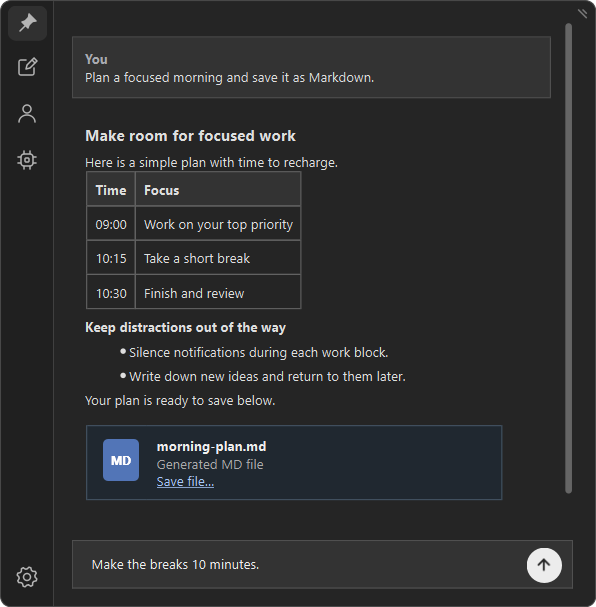 You
Plan a focused morning and save it as Markdown.
Make room for focused work
Here is a simple plan with time to recharge.
Time Focus
09:00 Work on your top priority
10:15 Take a short break
10:30 Finish and review
Keep distractions out of the way
• Silence notifications during each work block.
• Write down new ideas and return to them later.
Your plan is ready to save below.
MD
morning-plan.md
Generated MD file
Save file...
Make the breaks 10 minutes.